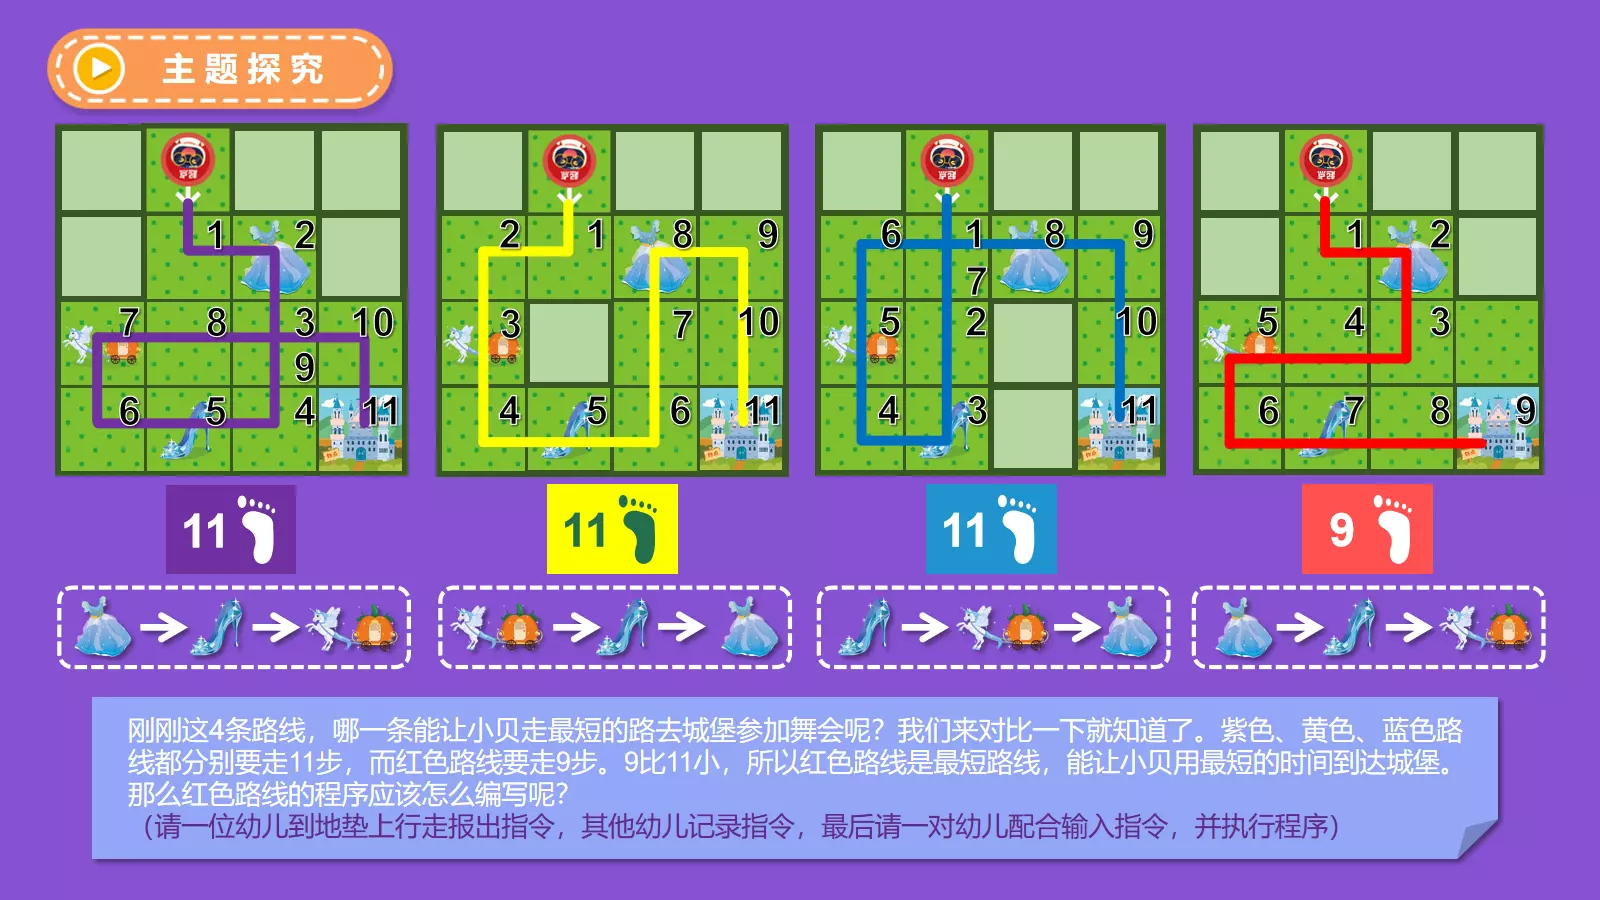 主题探究
起点
起点
起点
起点
1 2
2 1 8 9
6 1 8 9
7
1 2
7 8 3 10
9
3 7 10
5 2 10
5 4 3
6 5 4 11
4 5 6 11
4 3 11
6 7 8 9
11
11
11
9
刚刚这4条路线，哪一条能让小贝走最短的路去城堡参加舞会呢？我们来对比一下就知道了。紫色、黄色、蓝色路
线都分别要走11步，而红色路线要走9步。9比11小，所以红色路线是最短路线，能让小贝用最短的时间到达城堡。
那么红色路线的程序应该怎么编写呢？
（请一位幼儿到地垫上行走报出指令，其他幼儿记录指令，最后请一对幼儿配合输入指令，并执行程序）